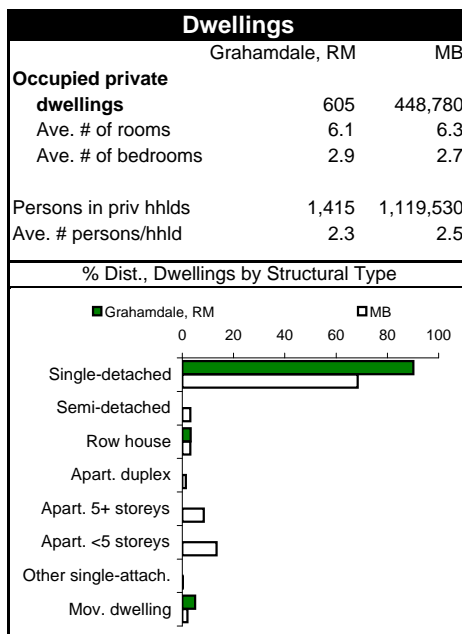 Dwellings
Grahamdale, RM MB
Occupied private
dwellings 605 448,780
Ave. # of rooms 6.1 6.3
Ave. # of bedrooms 2.9 2.7
Persons in priv hhlds 1,415 1,119,530
Ave. # persons/hhld 2.3 2.5
% Dist., Dwellings by Structural Type
Grahamdale, RM MB
0 20 40 60 80 100
Single-detached
Semi-detached
Row house
Apart. duplex
Apart. 5+ storeys
Apart. <5 storeys
Other single-attach.
Mov. dwelling